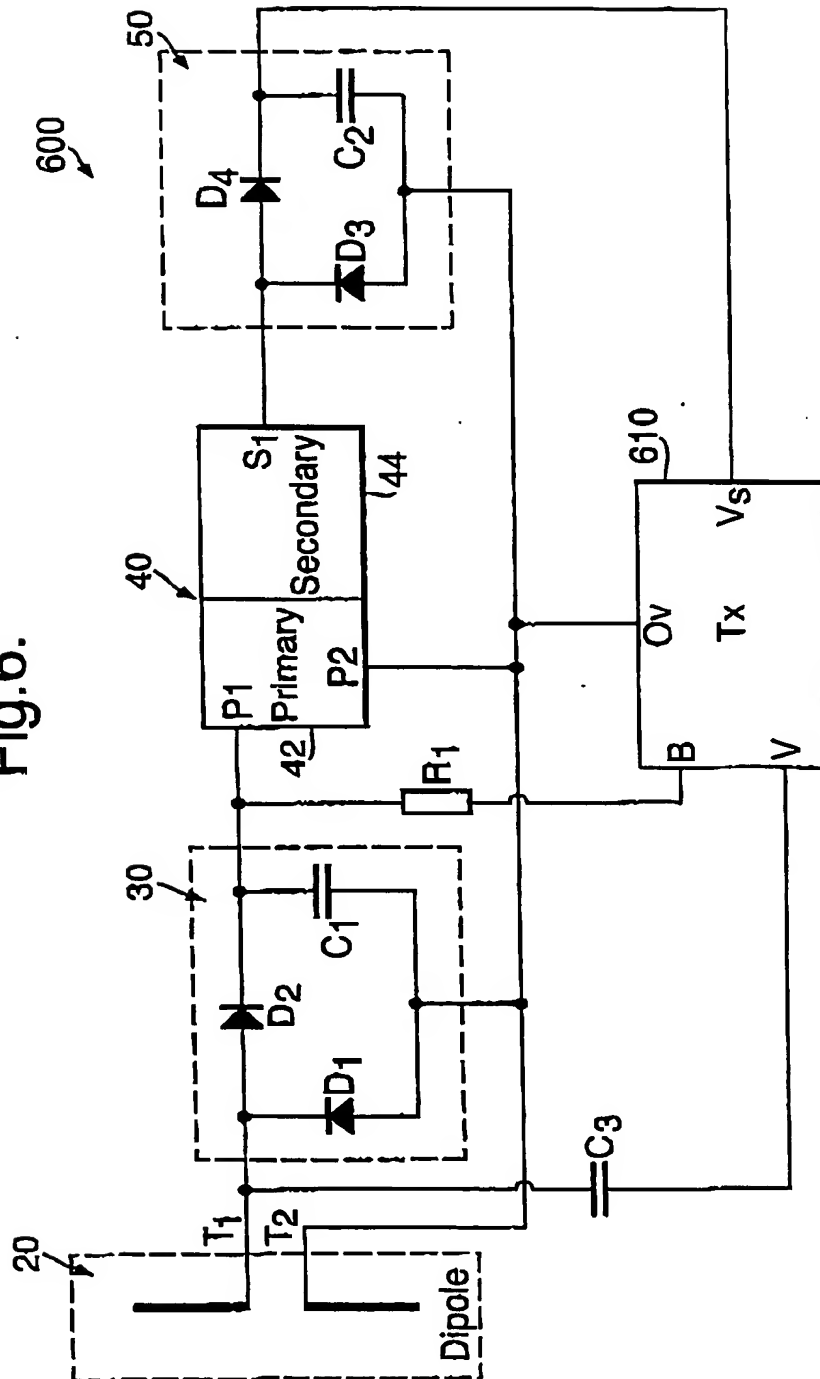 Fig.6.
600
20
Dipole
T1
T2
30
D2
D1
C1
C3
R1
40
P1
Primary
P2
42
S1
Secondary
44
50
D4
D3
C2
610
B
V
Ov
Tx
Vs